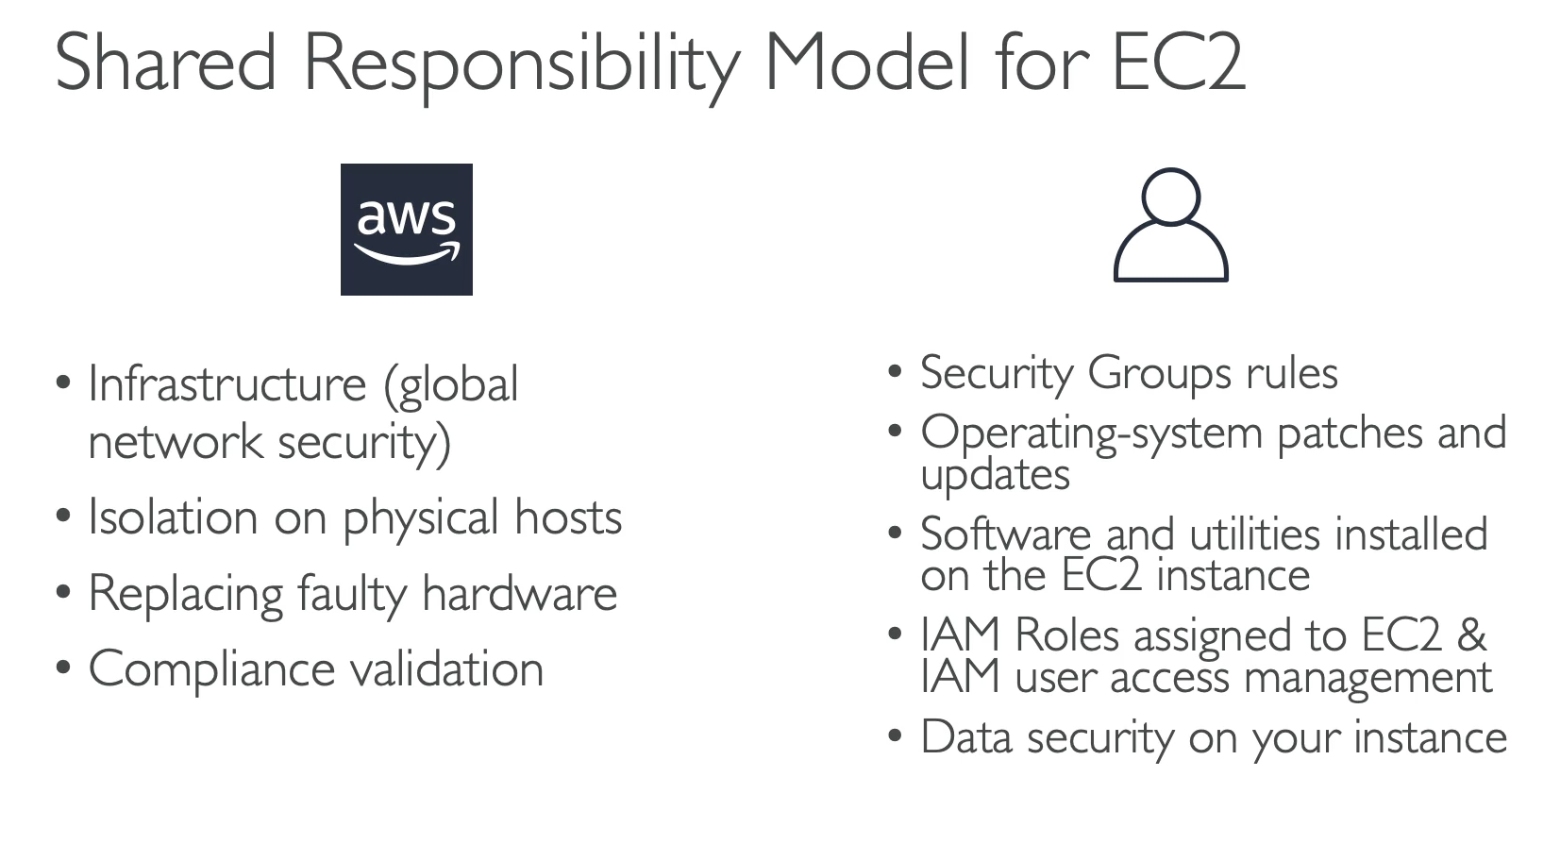 Shared Responsibility Model for EC2
aws
• Infrastructure (global
network security)
• Isolation on physical hosts
• Replacing faulty hardware
• Compliance validation
• Security Groups rules
• Operating-system patches and
updates
• Software and utilities installed
on the EC2 instance
• IAM Roles assigned to EC2 &
IAM user access management
• Data security on your instance